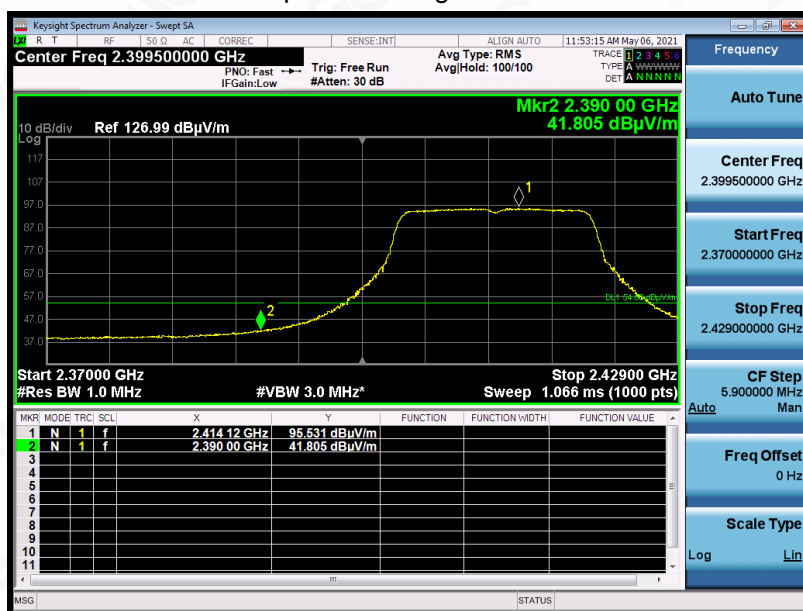 Keysight Spectrum Analyzer - Swept SA
LXI R T RF 50 Ω AC CORREC SENSE:INT ALIGN AUTO 11:53:15 AM May 06, 2021
Center Freq 2.399500000 GHz
PNO: Fast
IFGain:Low
Trig: Free Run
#Atten: 30 dB
Avg Type: RMS
Avg|Hold: 100/100
TRACE 1 2 3 4 5 6
TYPE A WWWWW
DET A N N N N N
Mkr2 2.390 00 GHz
41.805 dBµV/m
10 dB/div Ref 126.99 dBµV/m
Log
117
107
97.0
87.0
77.0
67.0
57.0
47.0
37.0
1
2
Start 2.37000 GHz
Stop 2.42900 GHz
#Res BW 1.0 MHz
#VBW 3.0 MHz*
Sweep 1.066 ms (1000 pts)
MKR MODE TRC SCL X Y FUNCTION FUNCTION WIDTH FUNCTION VALUE
1 N 1 f 2.414 12 GHz 95.531 dBµV/m
2 N 1 f 2.390 00 GHz 41.805 dBµV/m
3
4
5
6
7
8
9
10
11
MSG
STATUS
Frequency
Auto Tune
Center Freq
2.399500000 GHz
Start Freq
2.370000000 GHz
Stop Freq
2.429000000 GHz
CF Step
5.900000 MHz
Auto Man
Freq Offset
0 Hz
Scale Type
Log Lin